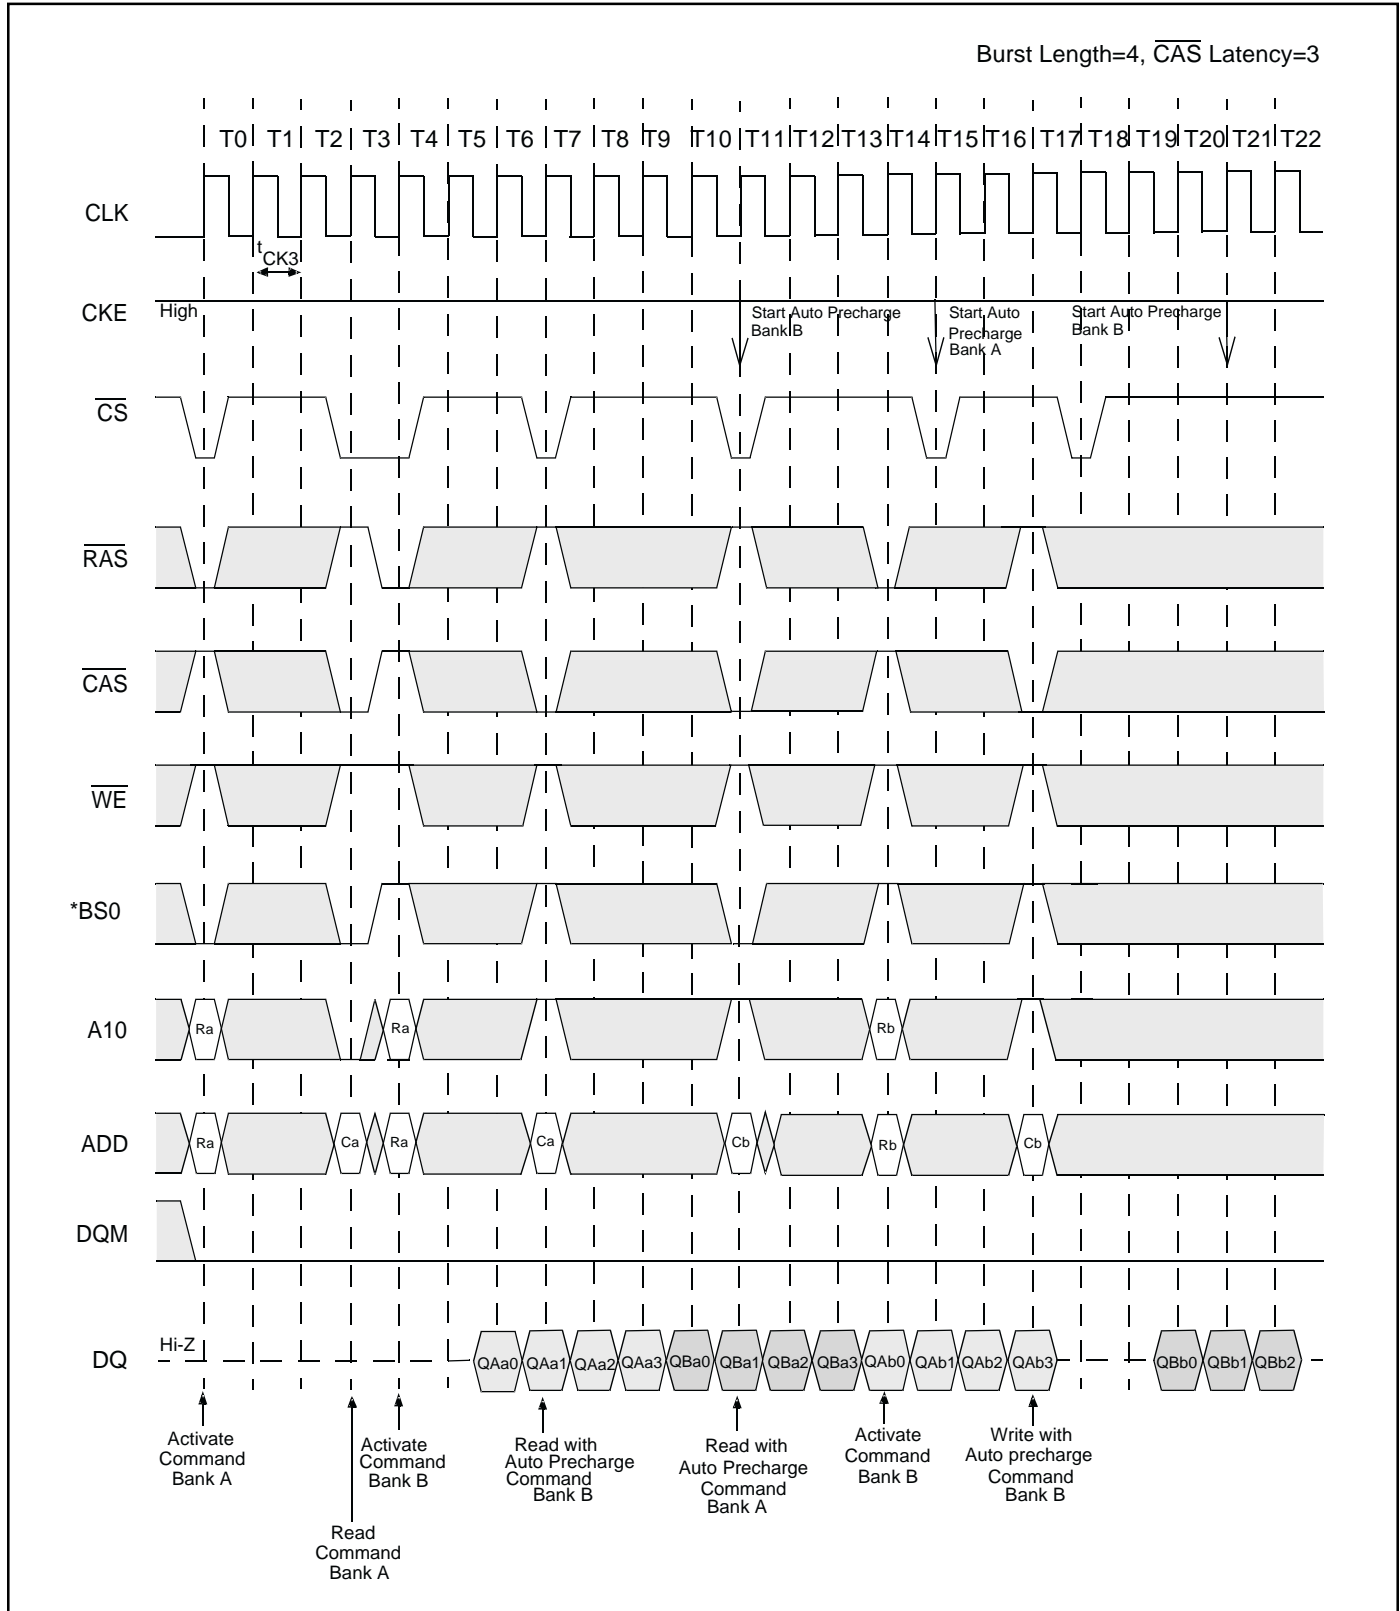 Burst Length=4, CAS Latency=3
T0 T1 T2 T3 T4 T5 T6 T7 T8 T9 T10 T11 T12 T13 T14 T15 T16 T17 T18 T19 T20 T21 T22
CLK
tCK3
CKE
High
Start Auto Precharge
Bank B
Start Auto
Precharge
Bank A
Start Auto Precharge
Bank B
CS
RAS
CAS
WE
*BS0
A10
Ra Ra Rb
ADD
Ra Ca Ra Ca Cb Rb Cb
DQM
DQ
Hi-Z
QAa0 QAa1 QAa2 QAa3 QBa0 QBa1 QBa2 QBa3 QAb0 QAb1 QAb2 QAb3 QBb0 QBb1 QBb2
Activate
Command
Bank A
Read
Command
Bank A
Activate
Command
Bank B
Read with
Auto Precharge
Command
Bank B
Read with
Auto Precharge
Command
Bank A
Activate
Command
Bank B
Write with
Auto precharge
Command
Bank B